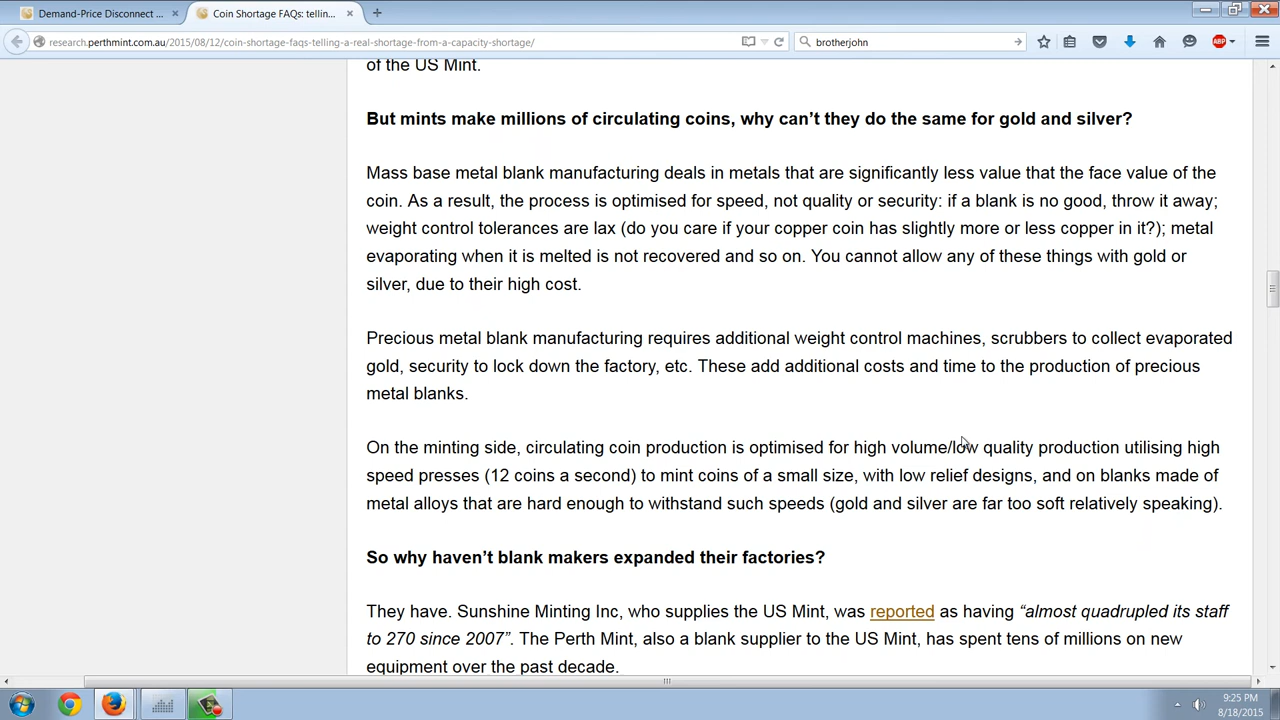 Demand-Price Disconnect ...
Coin Shortage FAQs: tellin...
research.perthmint.com.au/2015/08/12/coin-shortage-faqs-telling-a-real-shortage-from-a-capacity-shortage/
brotherjohn
ABP
of the US Mint.
But mints make millions of circulating coins, why can’t they do the same for gold and silver?
Mass base metal blank manufacturing deals in metals that are significantly less value that the face value of the
coin. As a result, the process is optimised for speed, not quality or security: if a blank is no good, throw it away;
weight control tolerances are lax (do you care if your copper coin has slightly more or less copper in it?); metal
evaporating when it is melted is not recovered and so on. You cannot allow any of these things with gold or
silver, due to their high cost.
Precious metal blank manufacturing requires additional weight control machines, scrubbers to collect evaporated
gold, security to lock down the factory, etc. These add additional costs and time to the production of precious
metal blanks.
On the minting side, circulating coin production is optimised for high volume/low quality production utilising high
speed presses (12 coins a second) to mint coins of a small size, with low relief designs, and on blanks made of
metal alloys that are hard enough to withstand such speeds (gold and silver are far too soft relatively speaking).
So why haven’t blank makers expanded their factories?
They have. Sunshine Minting Inc, who supplies the US Mint, was reported as having “almost quadrupled its staff
to 270 since 2007”. The Perth Mint, also a blank supplier to the US Mint, has spent tens of millions on new
equipment over the past decade.
9:25 PM
8/18/2015